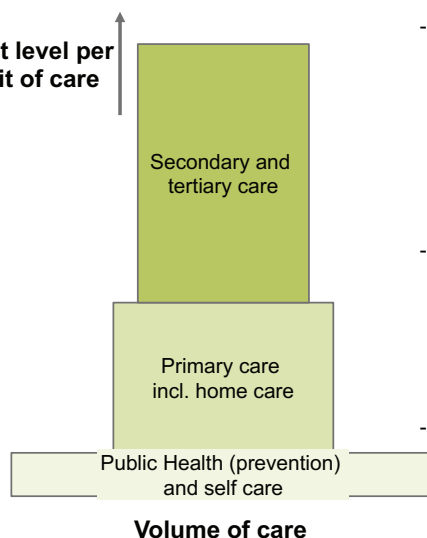 t level per
it of care
Secondary and
tertiary care
Primary care
incl. home care
Public Health (prevention)
and self care
Volume of care
-
-
-